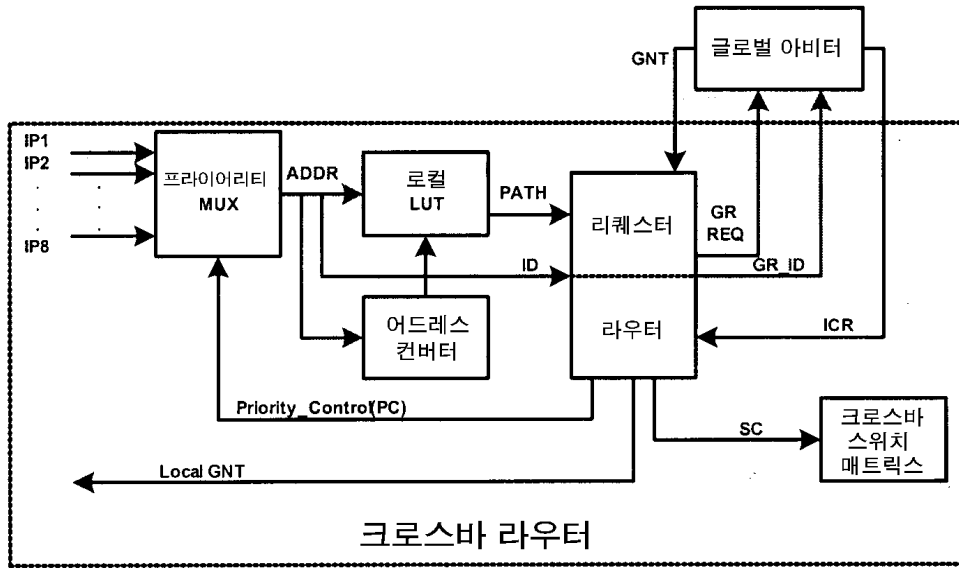 글로벌 아비터
GNT
IP1
IP2
IP8
프라이어리티
MUX
ADDR
로컬
LUT
PATH
리퀘스터
GR
REQ
ID
GR_ID
어드레스
컨버터
라우터
ICR
Priority_Control(PC)
SC
크로스바
스위치
매트릭스
Local GNT
크로스바 라우터